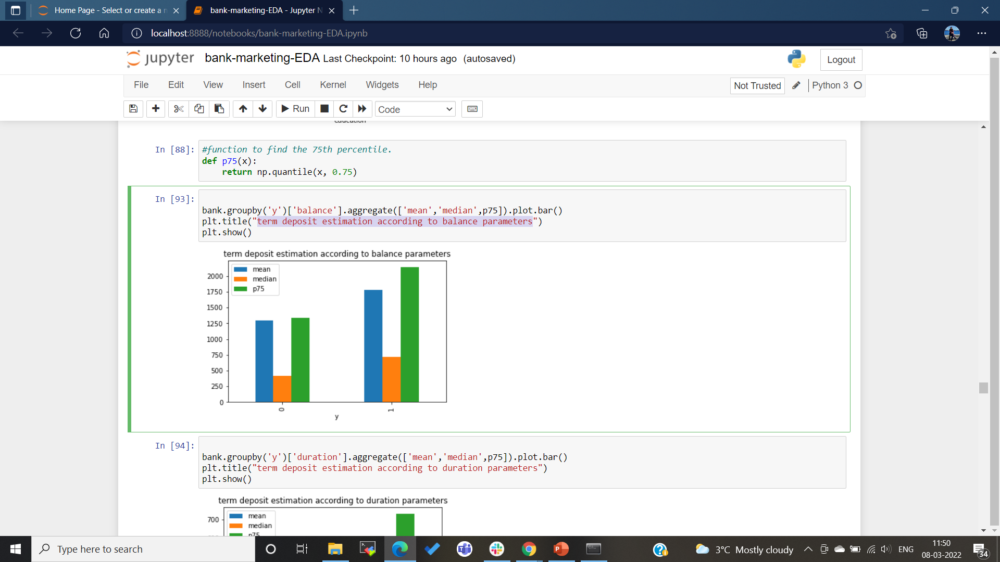 Home Page - Select or create a n
bank-marketing-EDA - Jupyter N
localhost:8888/notebooks/bank-marketing-EDA.ipynb
jupyter bank-marketing-EDA Last Checkpoint: 10 hours ago (autosaved)
Logout
File Edit View Insert Cell Kernel Widgets Help
Not Trusted
Python 3
Run
Code
education
In [88]: #function to find the 75th percentile.
def p75(x):
return np.quantile(x, 0.75)
In [93]:
bank.groupby('y')['balance'].aggregate(['mean','median',p75]).plot.bar()
plt.title("term deposit estimation according to balance parameters")
plt.show()
term deposit estimation according to balance parameters
mean
median
p75
2000
1750
1500
1250
1000
750
500
250
0
0 1
y
In [94]:
bank.groupby('y')['duration'].aggregate(['mean','median',p75]).plot.bar()
plt.title("term deposit estimation according to duration parameters")
plt.show()
term deposit estimation according to duration parameters
700
mean
median
p75
Type here to search
3°C Mostly cloudy
ENG
11:50
08-03-2022
34